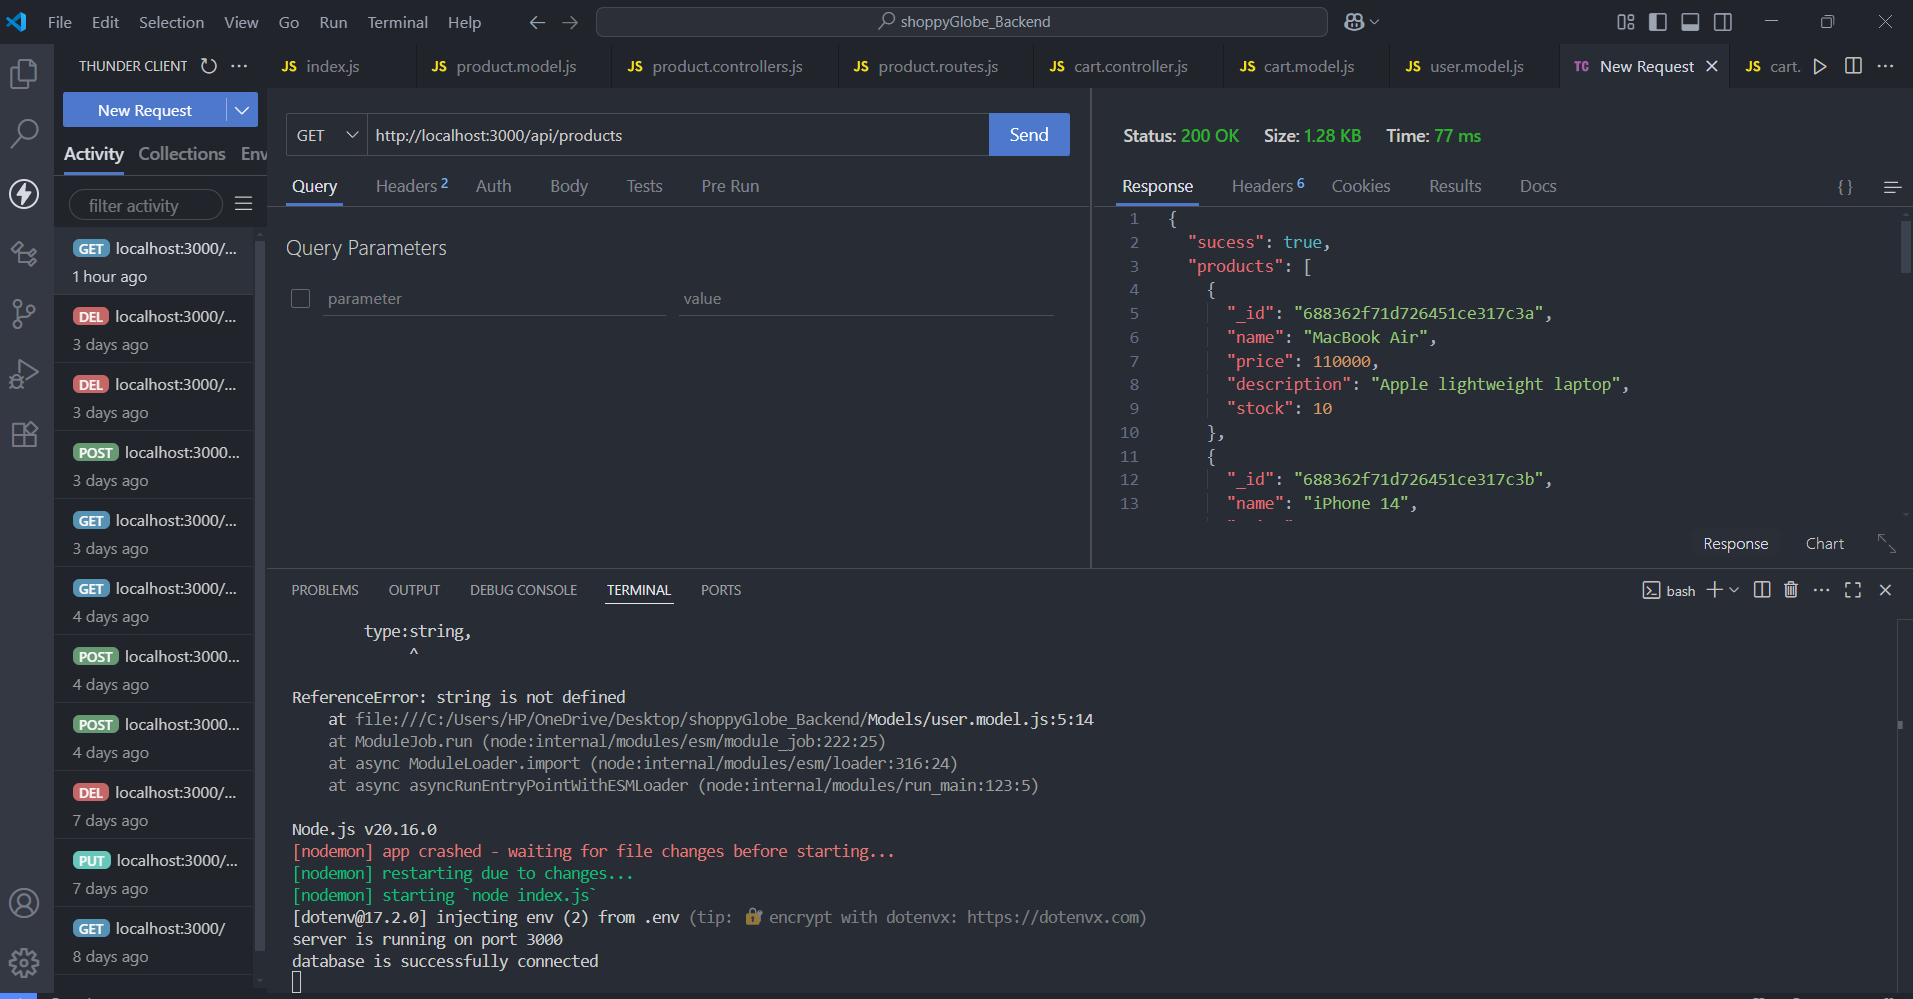 File Edit Selection View Go Run Terminal Help
shoppyGlobe_Backend
THUNDER CLIENT
JS index.js
JS product.model.js
JS product.controllers.js
JS product.routes.js
JS cart.controller.js
JS cart.model.js
JS user.model.js
TC New Request
JS cart.
New Request
Activity Collections Env
filter activity
GET localhost:3000/...
1 hour ago
DEL localhost:3000/...
3 days ago
DEL localhost:3000/...
3 days ago
POST localhost:3000...
3 days ago
GET localhost:3000/...
3 days ago
GET localhost:3000/...
4 days ago
POST localhost:3000...
4 days ago
POST localhost:3000...
4 days ago
DEL localhost:3000/...
7 days ago
PUT localhost:3000/...
7 days ago
GET localhost:3000/
8 days ago
GET http://localhost:3000/api/products Send
Query Headers 2 Auth Body Tests Pre Run
Query Parameters
parameter value
Status: 200 OK Size: 1.28 KB Time: 77 ms
Response Headers 6 Cookies Results Docs {}
1 {
2 "sucess": true,
3 "products": [
4 {
5 "_id": "688362f71d726451ce317c3a",
6 "name": "MacBook Air",
7 "price": 110000,
8 "description": "Apple lightweight laptop",
9 "stock": 10
10 },
11 {
12 "_id": "688362f71d726451ce317c3b",
13 "name": "iPhone 14",
Response Chart
PROBLEMS OUTPUT DEBUG CONSOLE TERMINAL PORTS
bash
type:string,
^
ReferenceError: string is not defined
at file:///C:/Users/HP/OneDrive/Desktop/shoppyGlobe_Backend/Models/user.model.js:5:14
at ModuleJob.run (node:internal/modules/esm/module_job:222:25)
at async ModuleLoader.import (node:internal/modules/esm/loader:316:24)
at async asyncRunEntryPointWithESMLoader (node:internal/modules/run_main:123:5)
Node.js v20.16.0
[nodemon] app crashed - waiting for file changes before starting...
[nodemon] restarting due to changes...
[nodemon] starting `node index.js`
[dotenv@17.2.0] injecting env (2) from .env (tip: 🔐 encrypt with dotenvx: https://dotenvx.com)
server is running on port 3000
database is successfully connected